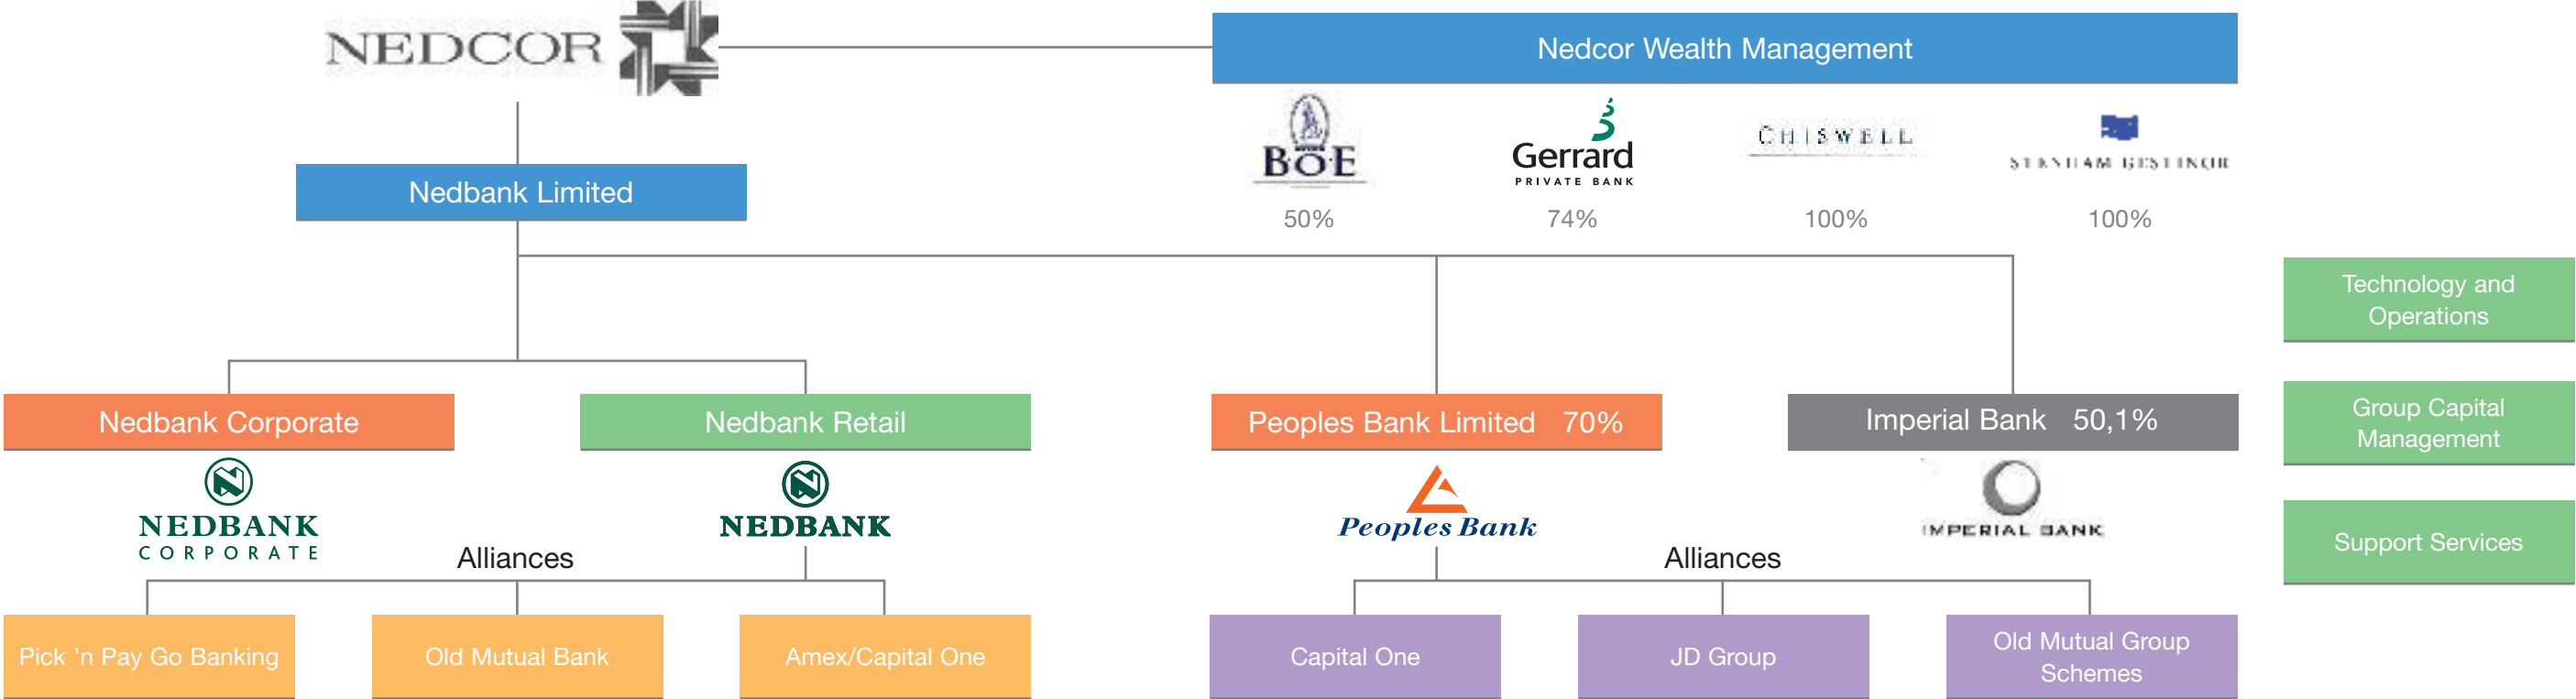 NEDCOR
Nedcor Wealth Management
BOE
Gerrard
PRIVATE BANK
CHISWELL
STENHAM GESTINOR
50%
74%
100%
100%
Nedbank Limited
Technology and
Operations
Group Capital
Management
Support Services
Nedbank Corporate
Nedbank Retail
Peoples Bank Limited 70%
Imperial Bank 50,1%
NEDBANK
CORPORATE
NEDBANK
Peoples Bank
IMPERIAL BANK
Alliances
Alliances
Pick ’n Pay Go Banking
Old Mutual Bank
Amex/Capital One
Capital One
JD Group
Old Mutual Group
Schemes